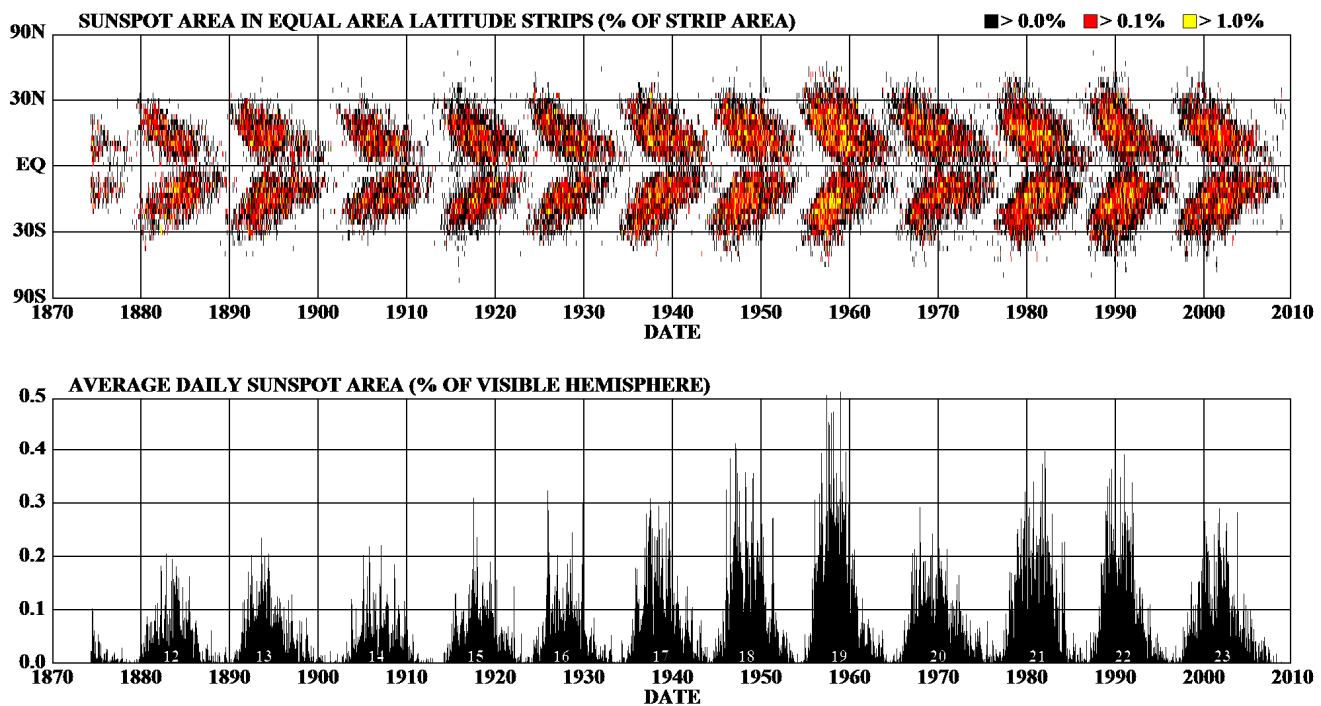 SUNSPOT AREA IN EQUAL AREA LATITUDE STRIPS (% OF STRIP AREA) > 0.0% > 0.1% > 1.0%
90N
30N
EQ
30S
90S
1870 1880 1890 1900 1910 1920 1930 1940 1950 1960 1970 1980 1990 2000 2010
DATE
AVERAGE DAILY SUNSPOT AREA (% OF VISIBLE HEMISPHERE)
0.5
0.4
0.3
0.2
0.1
0.0
12 13 14 15 16 17 18 19 20 21 22 23
1870 1880 1890 1900 1910 1920 1930 1940 1950 1960 1970 1980 1990 2000 2010
DATE